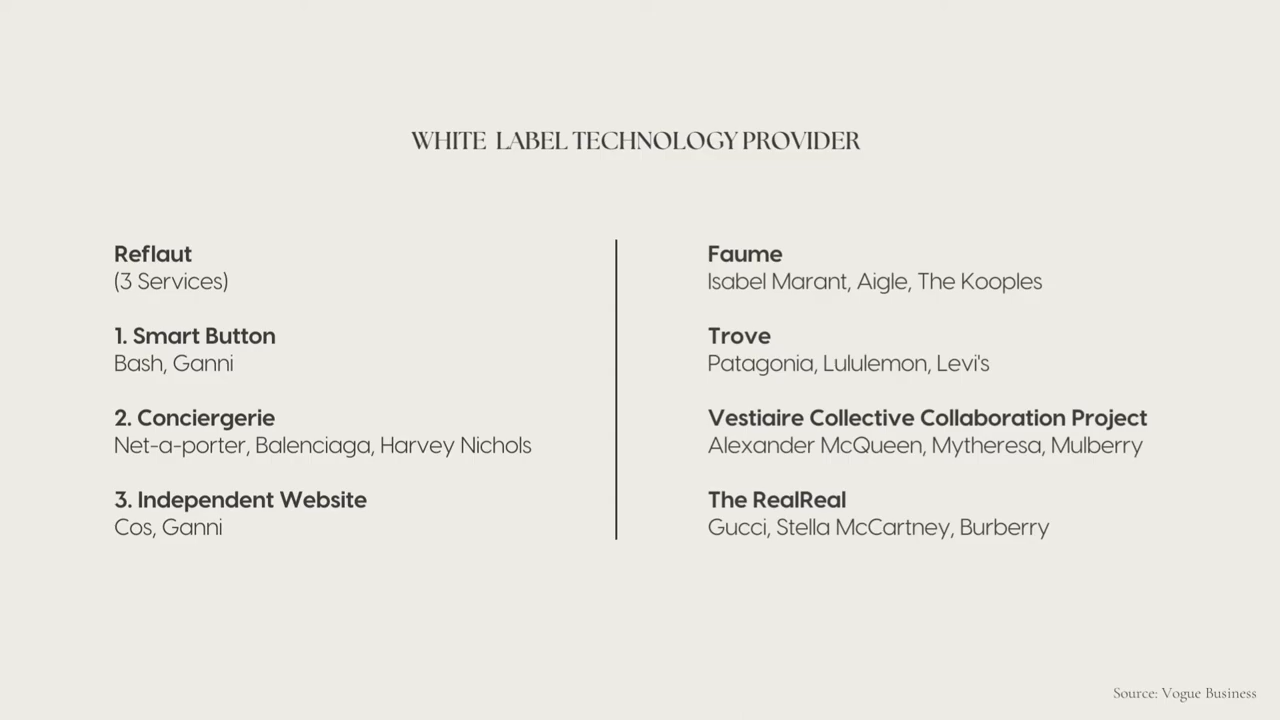 WHITE LABEL TECHNOLOGY PROVIDER
Reflaut
(3 Services)
1. Smart Button
Bash, Ganni
2. Conciergerie
Net-a-porter, Balenciaga, Harvey Nichols
3. Independent Website
Cos, Ganni
Faume
Isabel Marant, Aigle, The Kooples
Trove
Patagonia, Lululemon, Levi's
Vestiaire Collective Collaboration Project
Alexander McQueen, Mytheresa, Mulberry
The RealReal
Gucci, Stella McCartney, Burberry
Source: Vogue Business